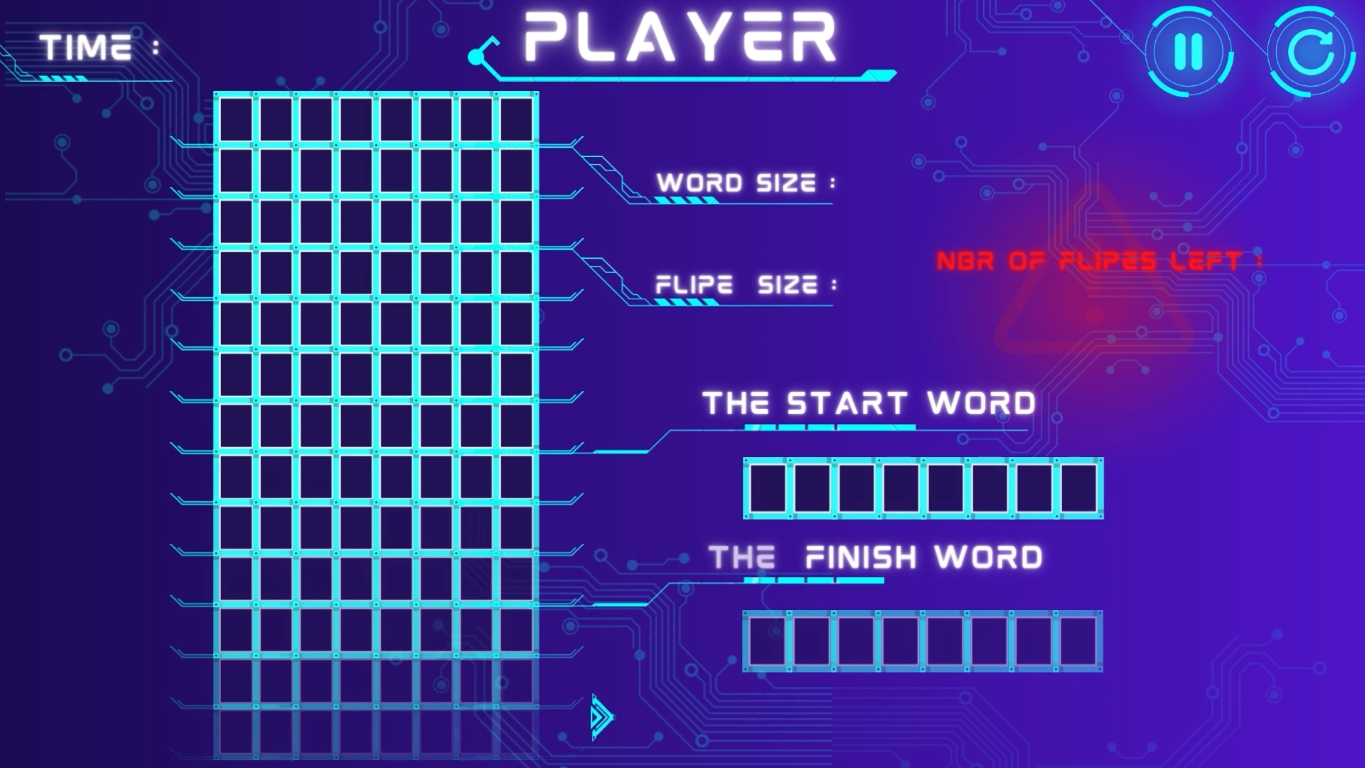 TIME :
PLAYER
WORD SIZE :
FLIPE SIZE :
NBR OF FLIPES LEFT :
THE START WORD
THE FINISH WORD